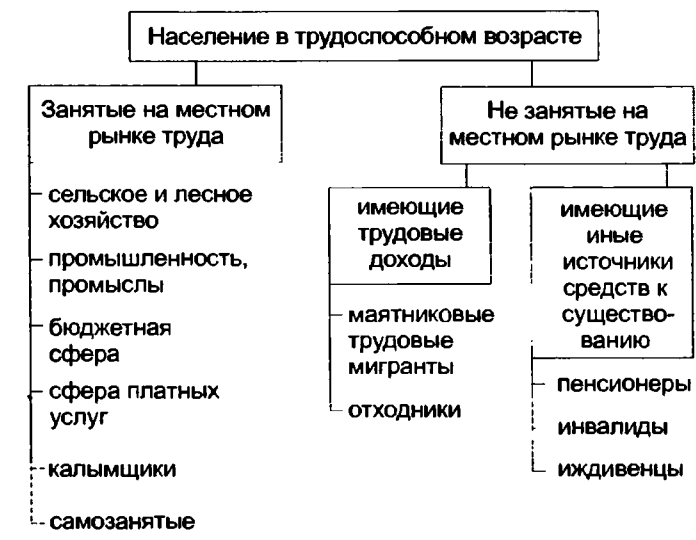 Население в трудоспособном возрасте
Занятые на местном
рынке труда
сельское и лесное
хозяйство
промышленность,
промыслы
бюджетная
сфера
сфера платных
услуг
калымщики
самозанятые
Не занятые на
местном рынке труда
имеющие
трудовые
доходы
маятниковые
трудовые
мигранты
отходники
имеющие
иные
источники
средств к
существо-
ванию
пенсионеры
инвалиды
иждивенцы